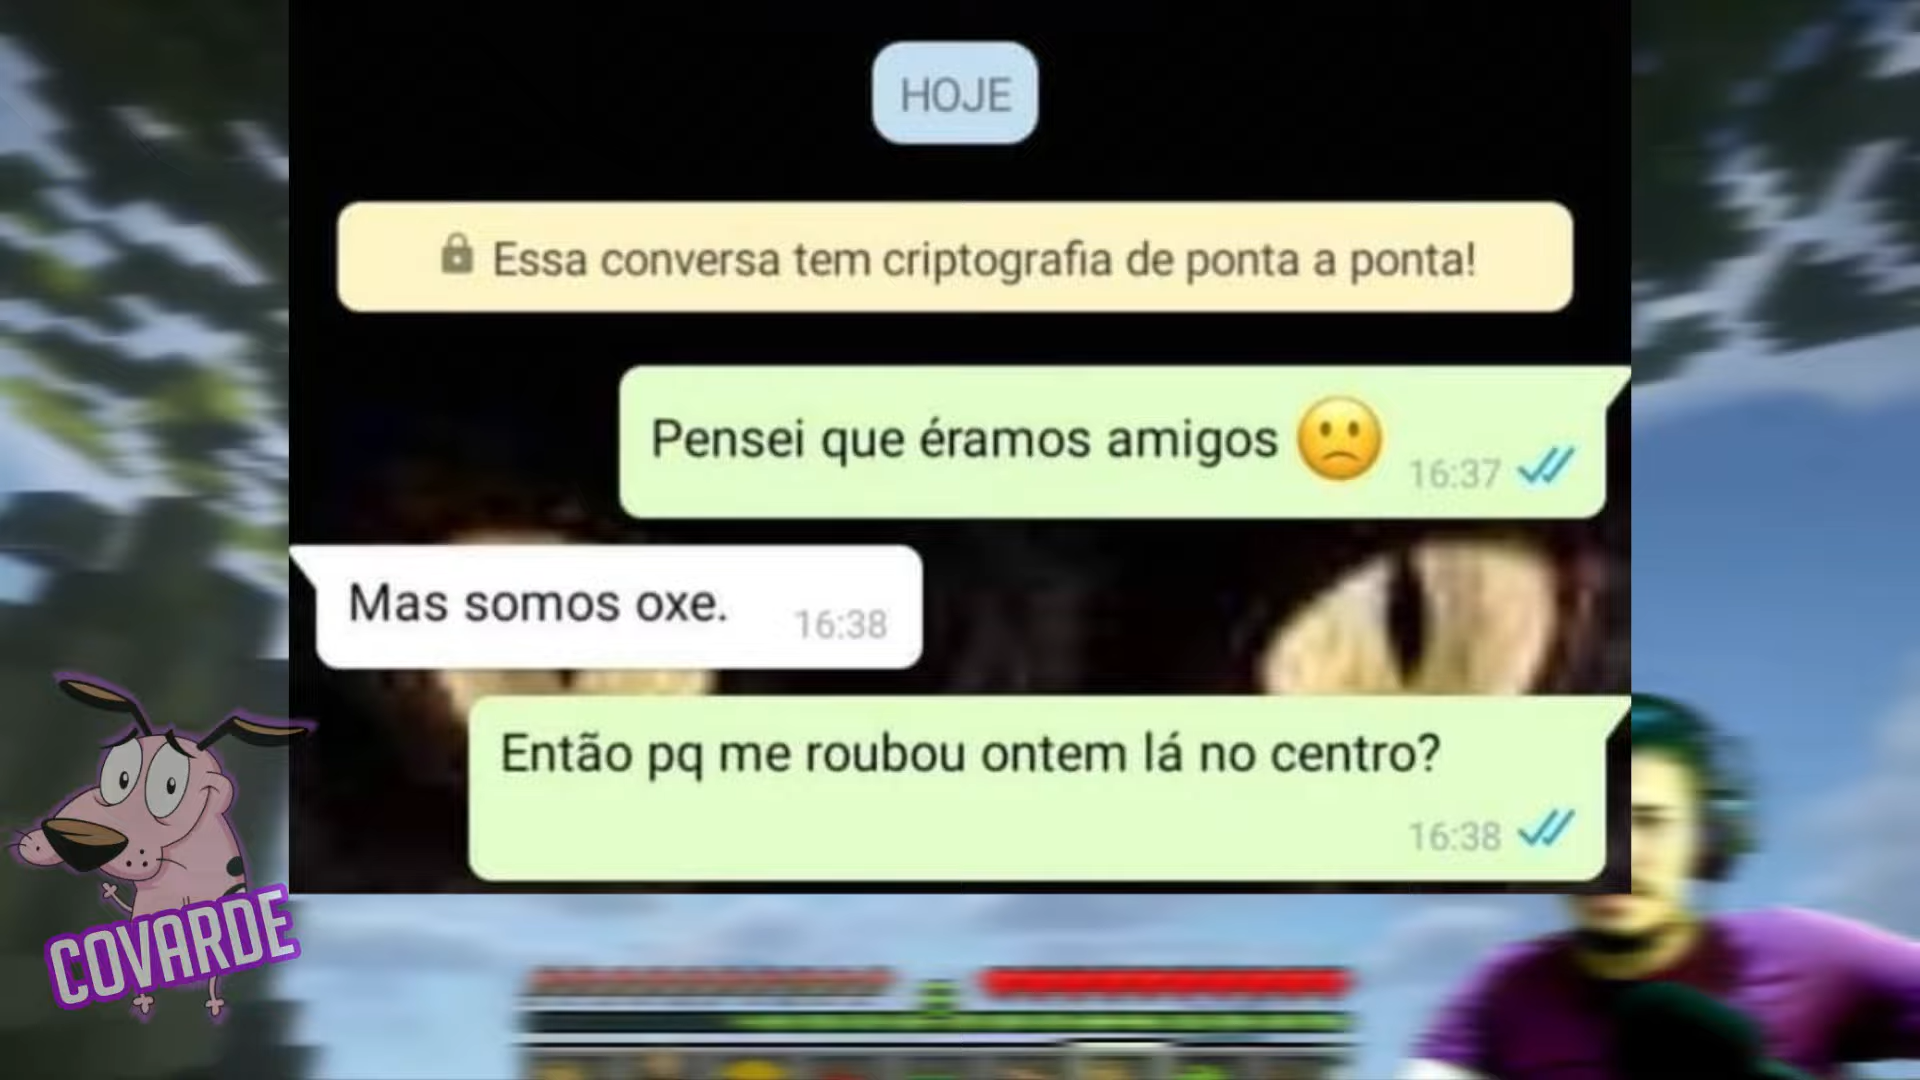 HOJE
Essa conversa tem criptografia de ponta a ponta!
Pensei que éramos amigos 🙁 16:37
Mas somos oxe. 16:38
Então pq me roubou ontem lá no centro?
16:38
COVARDE